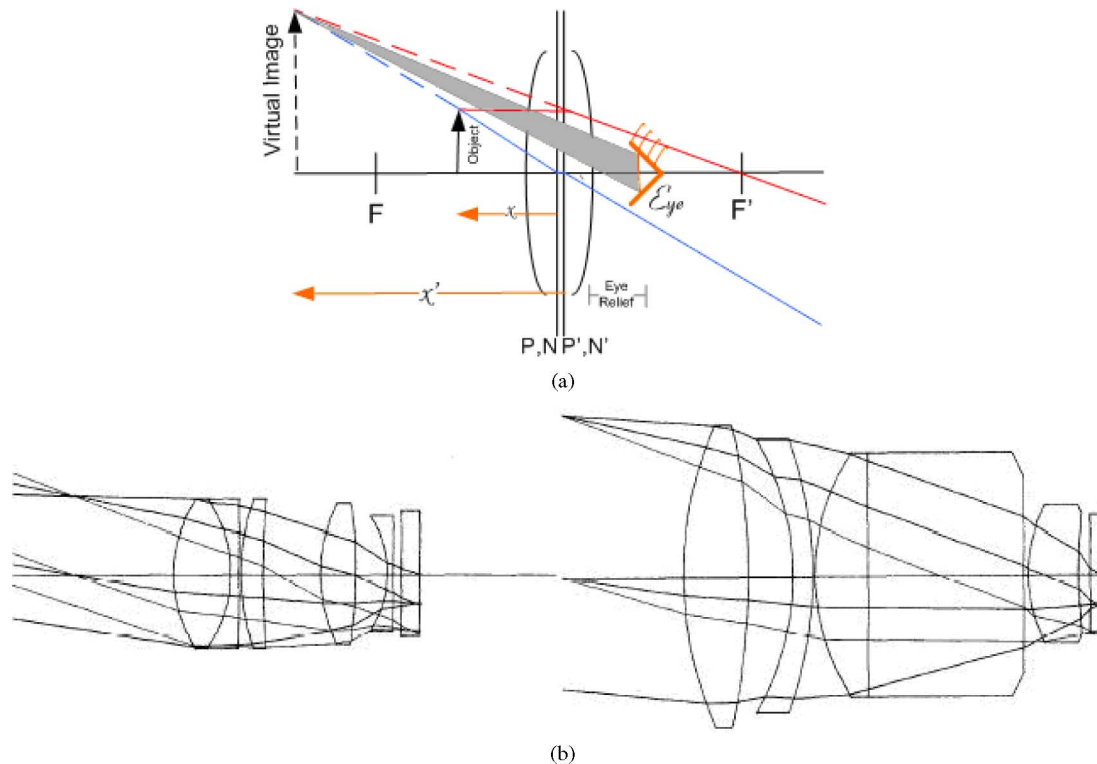 Virtual Image
Object
F
F'
Eye
x
x'
Eye
Relief
P,N
P',N'
(a)
(b)